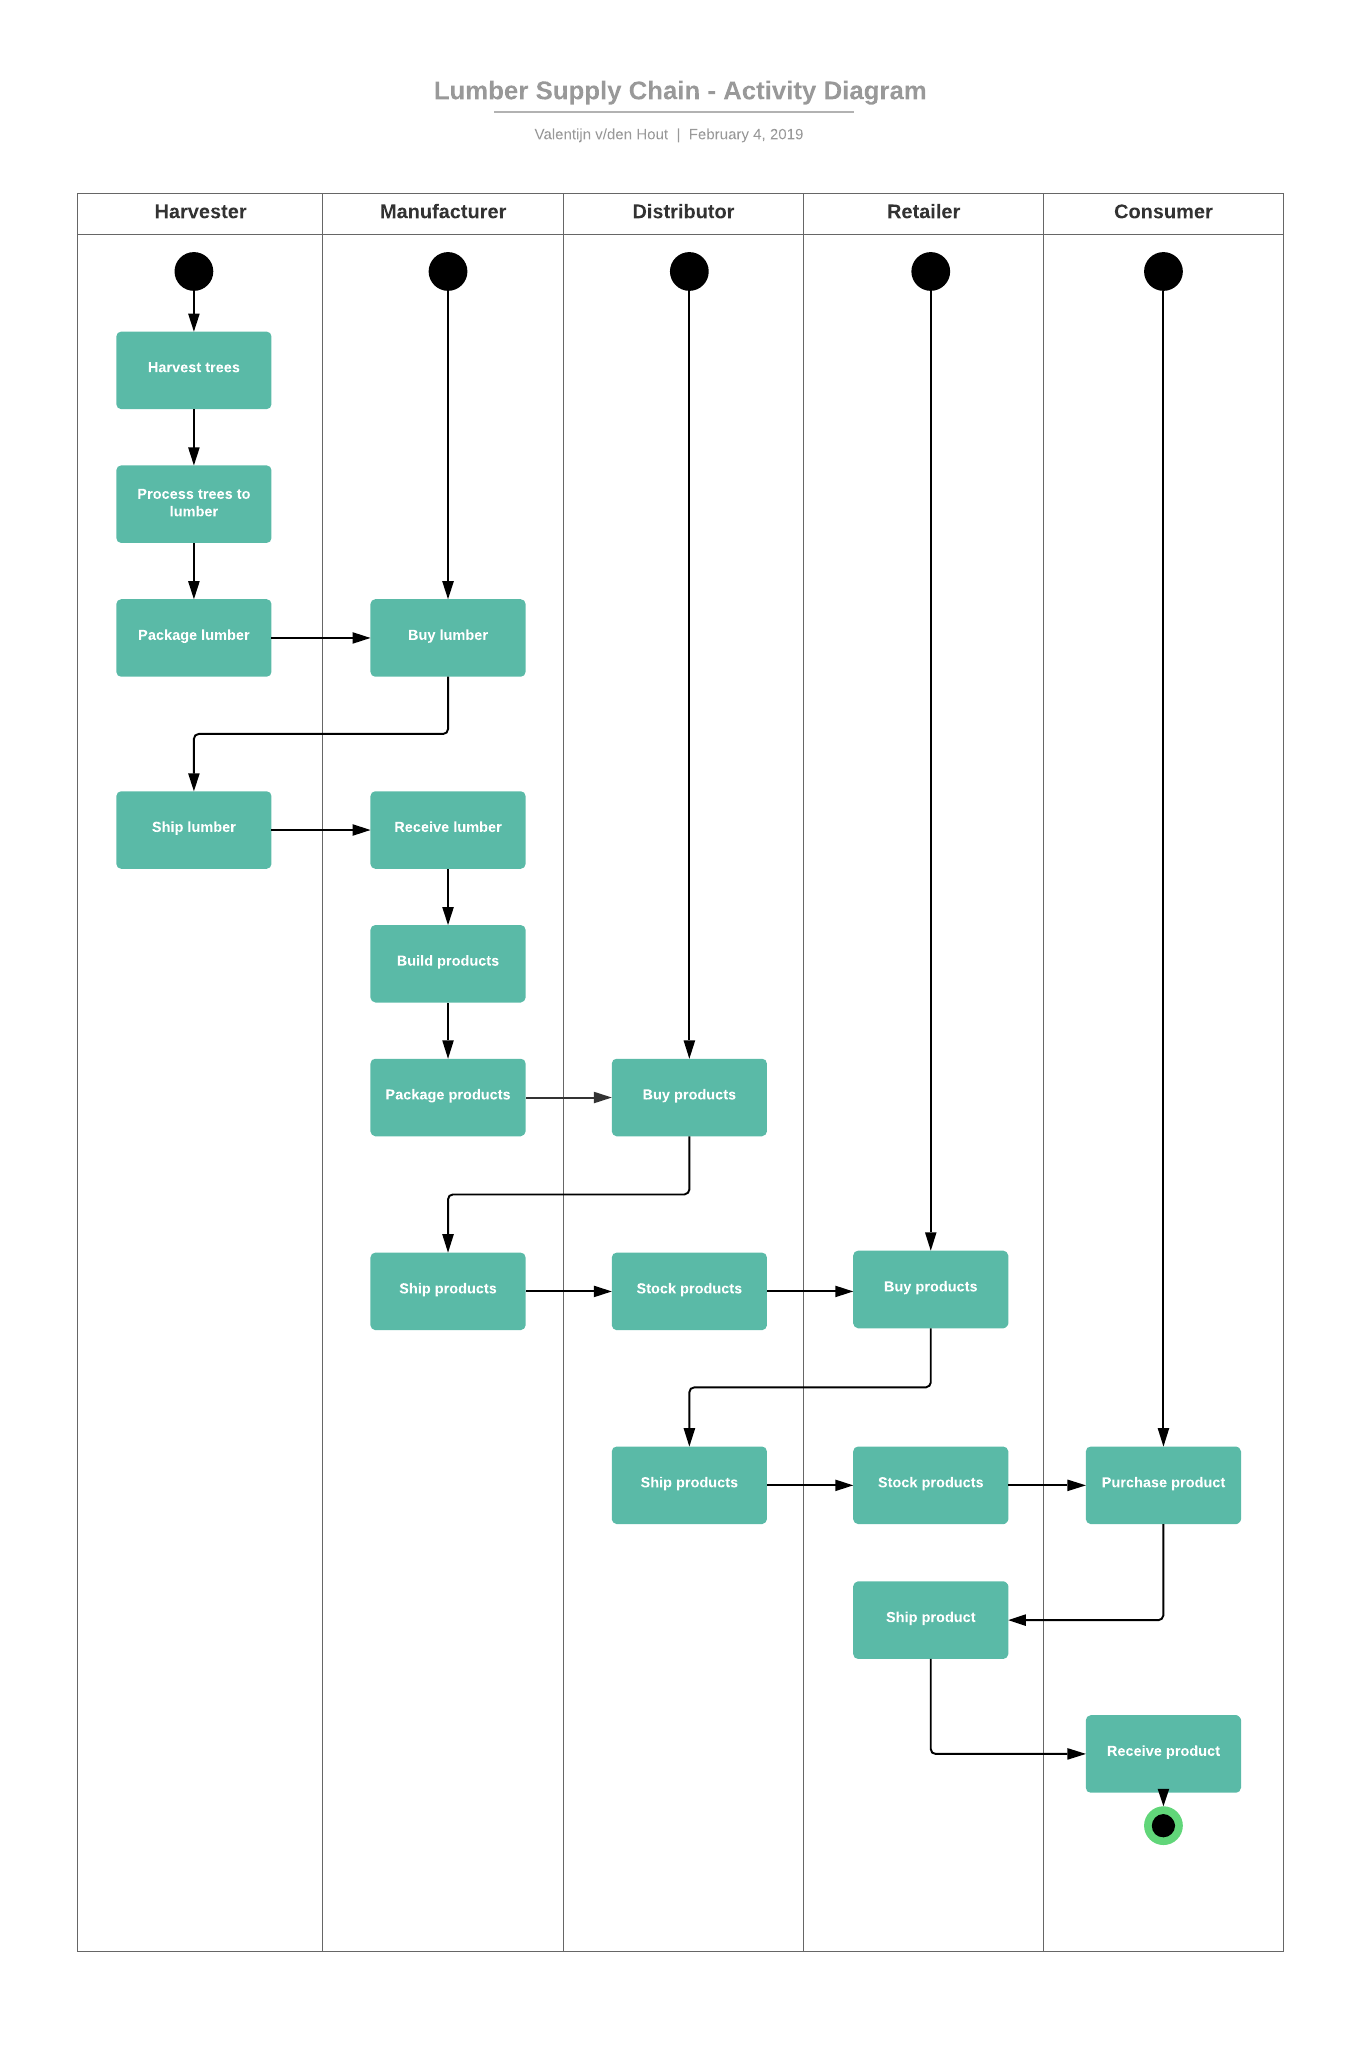 Lumber Supply Chain - Activity Diagram
Valentijn v/den Hout | February 4, 2019
Harvester
Manufacturer
Distributor
Retailer
Consumer
Harvest trees
Process trees to
lumber
Package lumber
Buy lumber
Ship lumber
Receive lumber
Build products
Package products
Buy products
Ship products
Stock products
Buy products
Ship products
Stock products
Purchase product
Ship product
Receive product